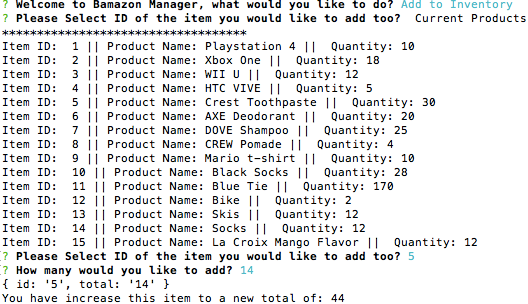 ? Welcome to Bamazon Manager, what would you like to do? Add to Inventory
? Please Select ID of the item you would like to add too?  Current Products
***********************************
Item ID:  1 || Product Name: Playstation 4 ||  Quantity: 10
Item ID:  2 || Product Name: Xbox One ||  Quantity: 18
Item ID:  3 || Product Name: WII U ||  Quantity: 12
Item ID:  4 || Product Name: HTC VIVE ||  Quantity: 5
Item ID:  5 || Product Name: Crest Toothpaste ||  Quantity: 30
Item ID:  6 || Product Name: AXE Deodorant ||  Quantity: 20
Item ID:  7 || Product Name: DOVE Shampoo ||  Quantity: 25
Item ID:  8 || Product Name: CREW Pomade ||  Quantity: 4
Item ID:  9 || Product Name: Mario t-shirt ||  Quantity: 10
Item ID:  10 || Product Name: Black Socks ||  Quantity: 28
Item ID:  11 || Product Name: Blue Tie ||  Quantity: 170
Item ID:  12 || Product Name: Bike ||  Quantity: 2
Item ID:  13 || Product Name: Skis ||  Quantity: 12
Item ID:  14 || Product Name: Socks ||  Quantity: 12
Item ID:  15 || Product Name: La Croix Mango Flavor ||  Quantity: 12
? Please Select ID of the item you would like to add too? 5
? How many would you like to add? 14
{ id: '5', total: '14' }
You have increase this item to a new total of: 44